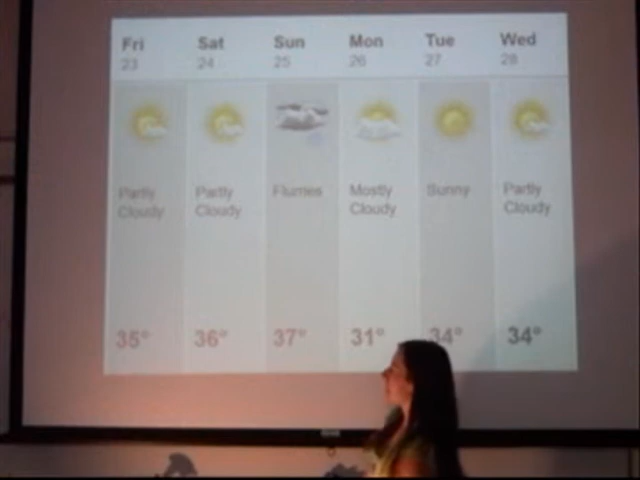 Fri Sat Sun Mon Tue Wed
23 24 25 26 27 28
Partly Partly Flurries Mostly Sunny Partly
Cloudy Cloudy Cloudy Cloudy
35° 36° 37° 31° 34° 34°